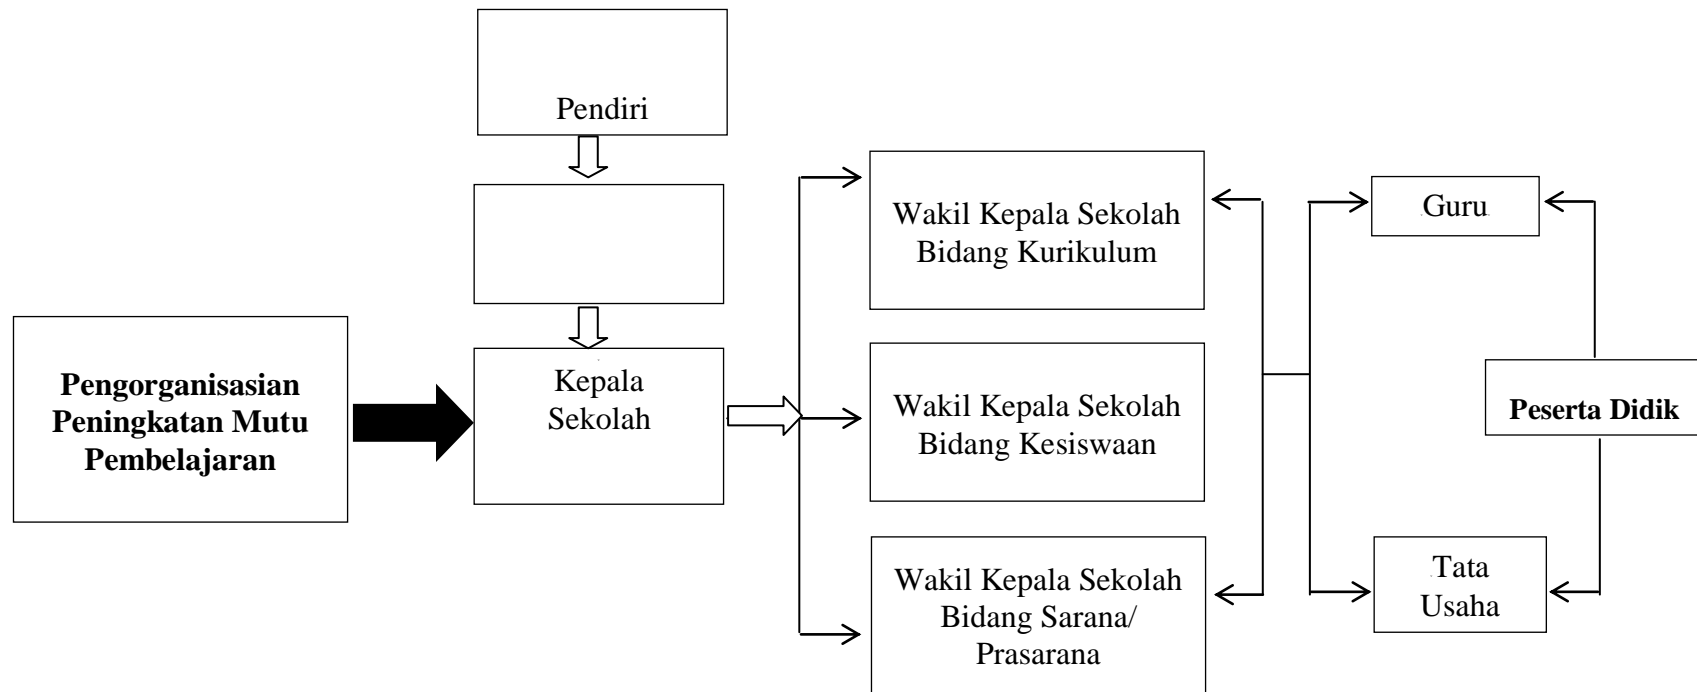 Pendiri
Pengorganisasian
Peningkatan Mutu
Pembelajaran
Kepala
Sekolah
Wakil Kepala Sekolah
Bidang Kurikulum
Wakil Kepala Sekolah
Bidang Kesiswaan
Wakil Kepala Sekolah
Bidang Sarana/
Prasarana
Guru
Tata
Usaha
Peserta Didik